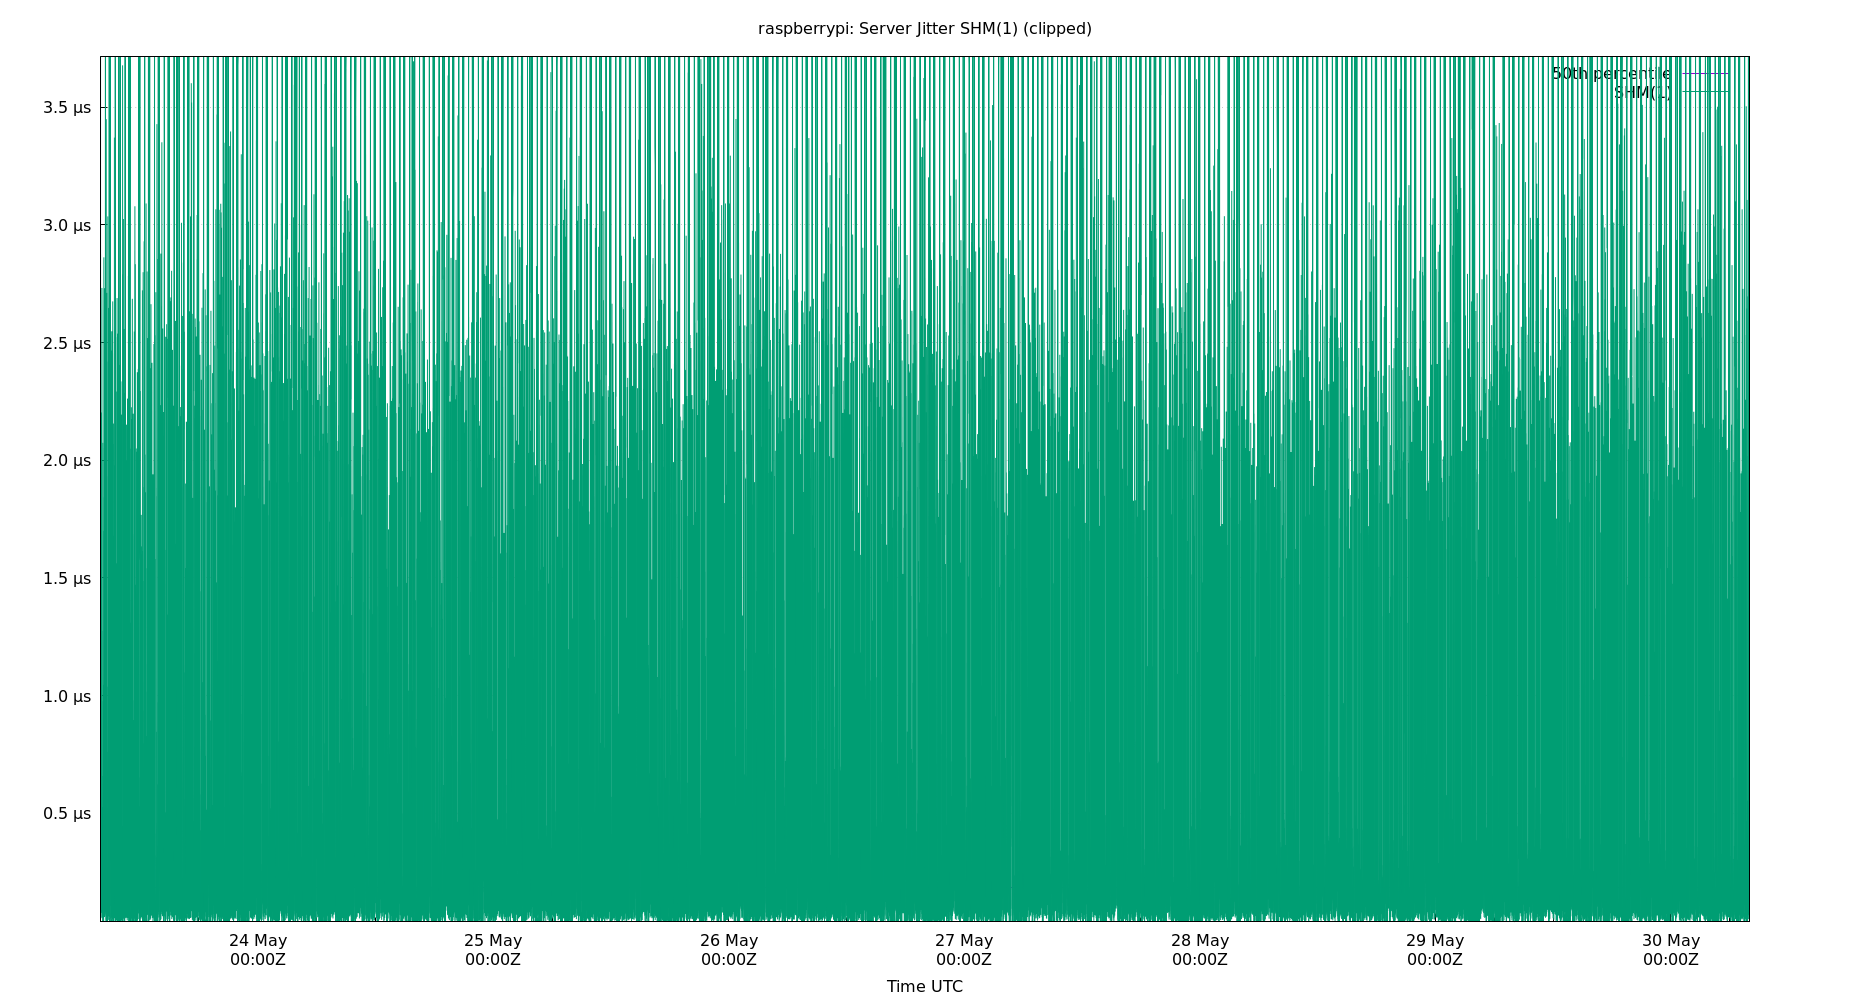 raspberrypi: Server Jitter SHM(1) (clipped)
50th percentile
SHM(1)
3.5 µs
3.0 µs
2.5 µs
2.0 µs
1.5 µs
1.0 µs
0.5 µs
24 May 25 May 26 May 27 May 28 May 29 May 30 May
00:00Z 00:00Z 00:00Z 00:00Z 00:00Z 00:00Z 00:00Z
Time UTC